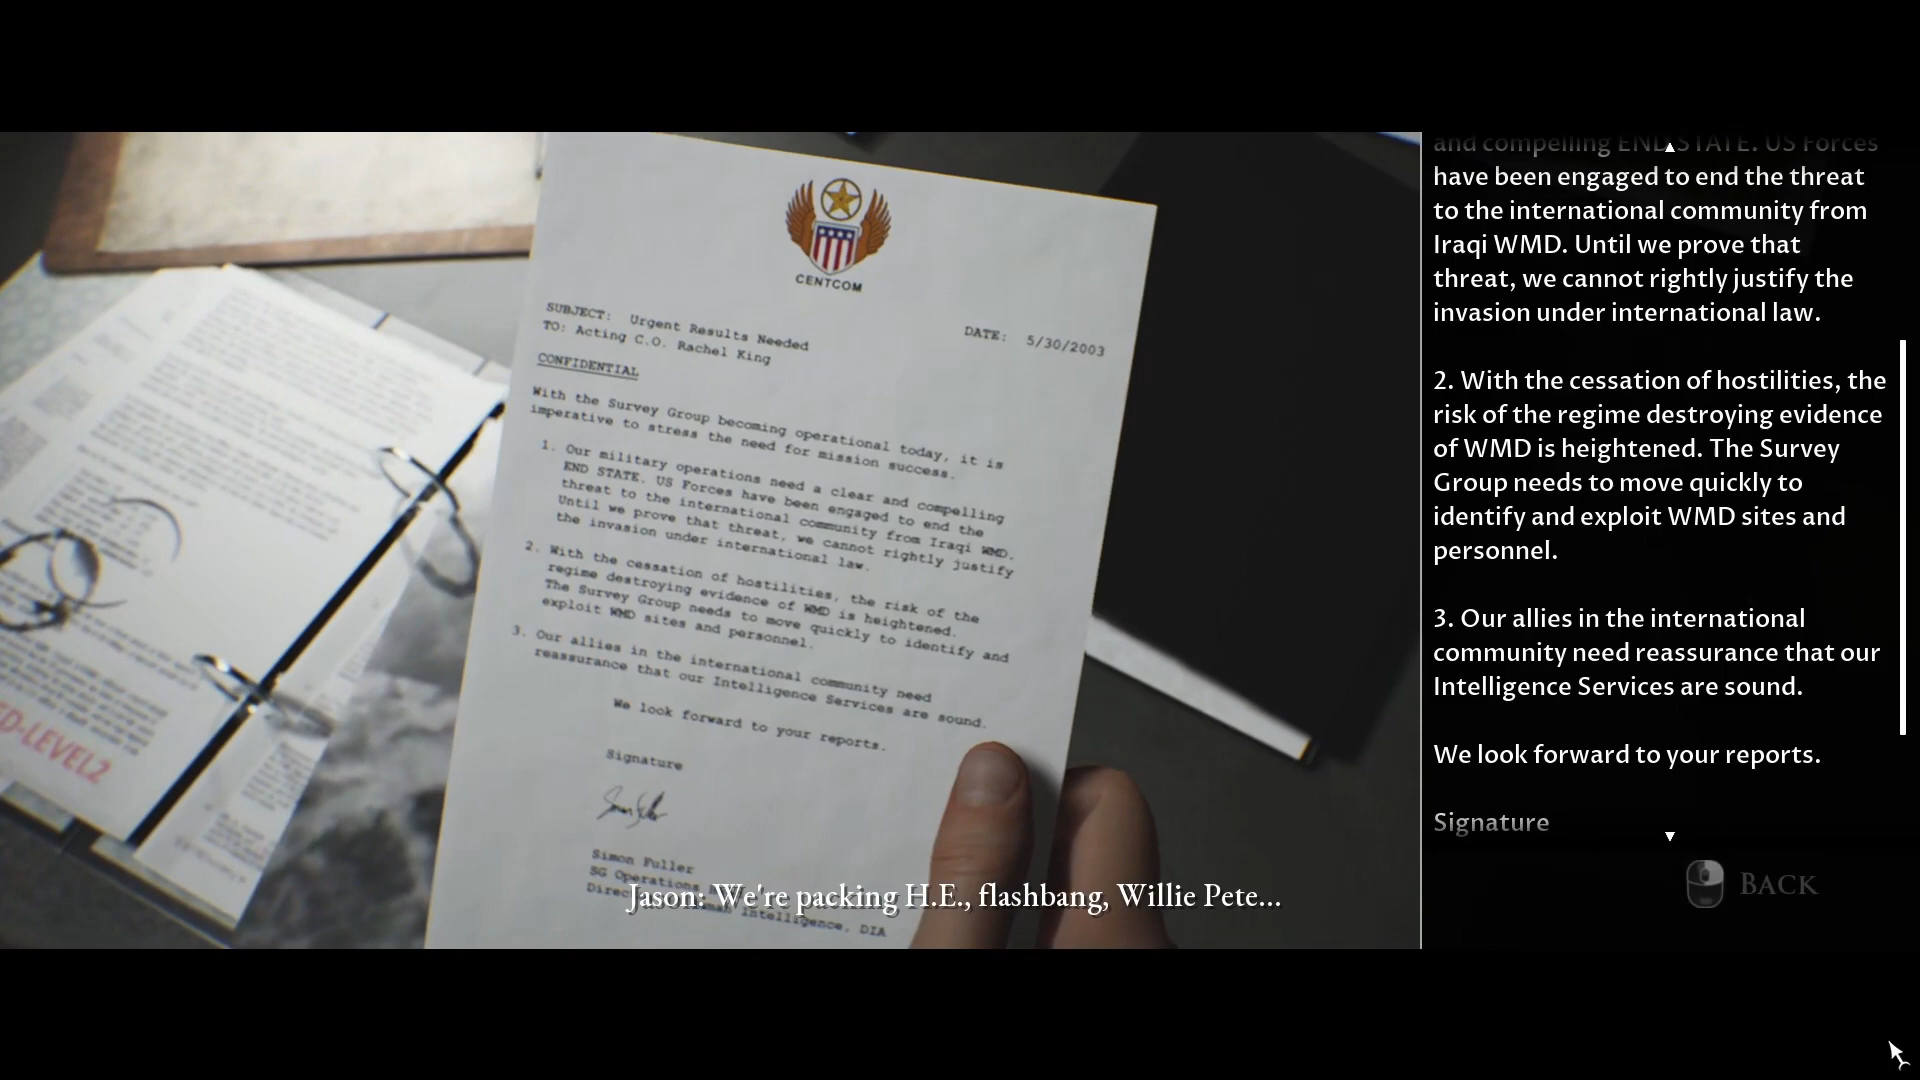 CENTCOM
SUBJECT: Urgent Results Needed
TO: Acting C.O. Rachel King
DATE: 5/30/2003
CONFIDENTIAL
With the Survey Group becoming operational today, it is
imperative to stress the need for mission success.
1. Our military operations need a clear and compelling
END STATE. US Forces have been engaged to end the
threat to the international community from Iraqi WMD.
Until we prove that threat, we cannot rightly justify
the invasion under international law.
2. With the cessation of hostilities, the risk of the
regime destroying evidence of WMD is heightened.
The Survey Group needs to move quickly to identify and
exploit WMD sites and personnel.
3. Our allies in the international community need
reassurance that our Intelligence Services are sound.
We look forward to your reports.
Signature
Simon Fuller
SG Operations
Intelligence, DIA
Jason: We're packing H.E., flashbang, Willie Pete...
D-LEVEL2
and compelling END STATE. US Forces
have been engaged to end the threat
to the international community from
Iraqi WMD. Until we prove that
threat, we cannot rightly justify the
invasion under international law.
2. With the cessation of hostilities, the
risk of the regime destroying evidence
of WMD is heightened. The Survey
Group needs to move quickly to
identify and exploit WMD sites and
personnel.
3. Our allies in the international
community need reassurance that our
Intelligence Services are sound.
We look forward to your reports.
Signature
BACK